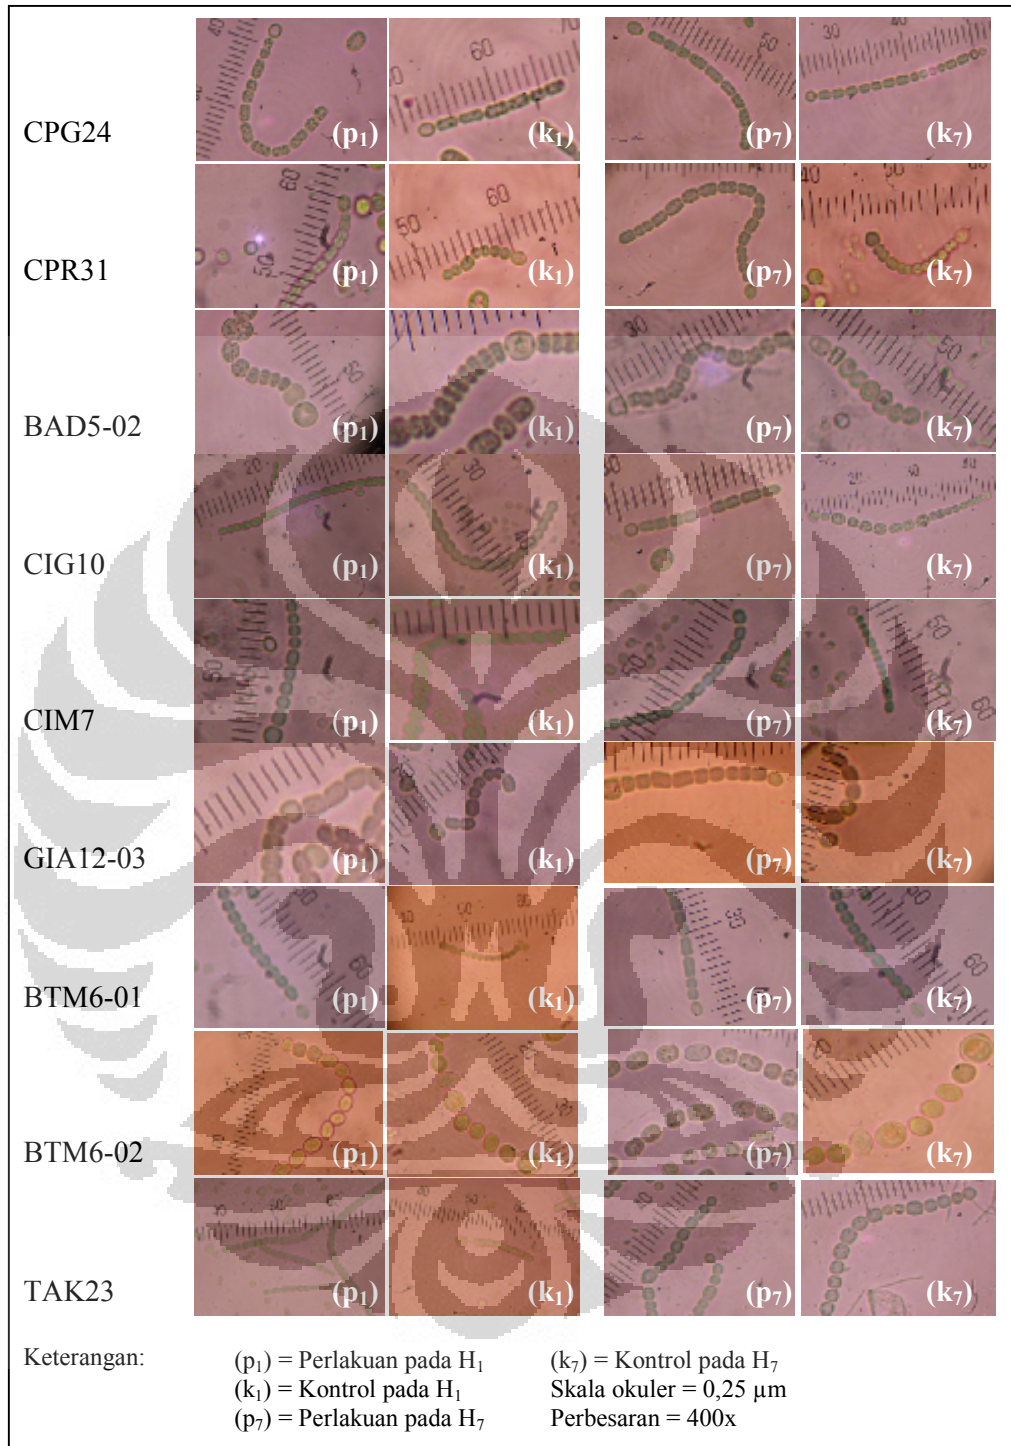 CPG24 (p₁) (k₁) (p₇) (k₇)
CPR31 (p₁) (k₁) (p₇) (k₇)
BAD5-02 (p₁) (k₁) (p₇) (k₇)
CIG10 (p₁) (k₁) (p₇) (k₇)
CIM7 (p₁) (k₁) (p₇) (k₇)
GIA12-03 (p₁) (k₁) (p₇) (k₇)
BTM6-01 (p₁) (k₁) (p₇) (k₇)
BTM6-02 (p₁) (k₁) (p₇) (k₇)
TAK23 (p₁) (k₁) (p₇) (k₇)
Keterangan: (p₁) = Perlakuan pada H₁ (k₇) = Kontrol pada H₇
(k₁) = Kontrol pada H₁ Skala okuler = 0,25 µm
(p₇) = Perlakuan pada H₇ Perbesaran = 400x